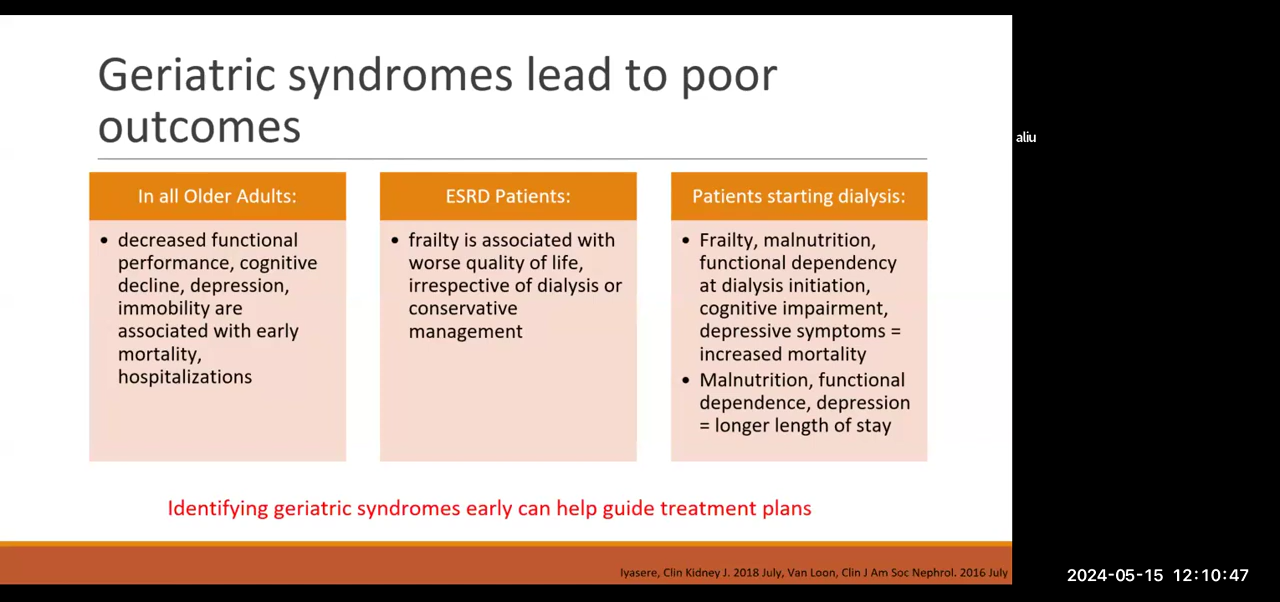 Geriatric syndromes lead to poor
outcomes
aliu
In all Older Adults:
• decreased functional
performance, cognitive
decline, depression,
immobility are
associated with early
mortality,
hospitalizations
ESRD Patients:
• frailty is associated with
worse quality of life,
irrespective of dialysis or
conservative
management
Patients starting dialysis:
• Frailty, malnutrition,
functional dependency
at dialysis initiation,
cognitive impairment,
depressive symptoms =
increased mortality
• Malnutrition, functional
dependence, depression
= longer length of stay
Identifying geriatric syndromes early can help guide treatment plans
Iyasere, Clin Kidney J. 2018 July, Van Loon, Clin J Am Soc Nephrol. 2016 July
2024-05-15 12:10:47